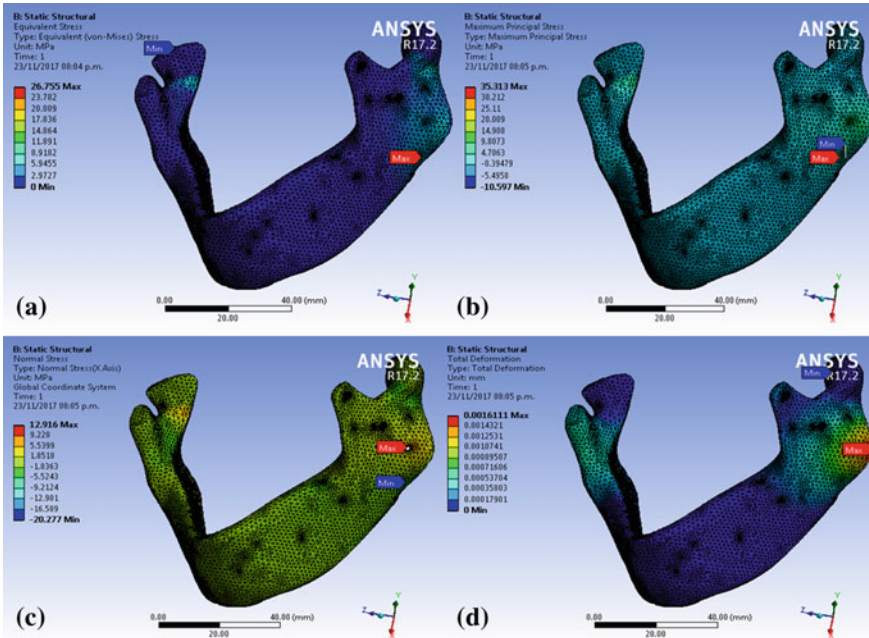 B: Static Structural
Equivalent Stress
Type: Equivalent (von-Mises) Stress
Unit: MPa
Time: 1
23/11/2017 08:04 p.m.
26.755 Max
23.782
20.809
17.836
14.864
11.891
8.9182
5.9455
2.9727
0 Min
Min
Max
ANSYS
R17.2
0.00
40.00 (mm)
20.00
Y
Z
X
(a)
B: Static Structural
Maximum Principal Stress
Type: Maximum Principal Stress
Unit: MPa
Time: 1
23/11/2017 08:05 p.m.
35.313 Max
30.212
25.11
20.009
14.908
9.8073
4.7063
-0.39479
-5.4958
-10.597 Min
Min
Max
ANSYS
R17.2
0.00
40.00 (mm)
20.00
Y
Z
X
(b)
B: Static Structural
Normal Stress
Type: Normal Stress(X Axis)
Unit: MPa
Global Coordinate System
Time: 1
23/11/2017 08:05 p.m.
12.916 Max
9.228
5.5399
1.8518
-1.8363
-5.5243
-9.2124
-12.901
-16.589
-20.277 Min
Max
Min
ANSYS
R17.2
0.00
40.00 (mm)
20.00
Y
Z
X
(c)
B: Static Structural
Total Deformation
Type: Total Deformation
Unit: mm
Time: 1
23/11/2017 08:05 p.m.
0.0016111 Max
0.0014321
0.0012531
0.0010741
0.00089507
0.00071606
0.00053704
0.00035803
0.00017901
0 Min
Min
Max
ANSYS
R17.2
0.00
40.00 (mm)
20.00
Y
Z
X
(d)